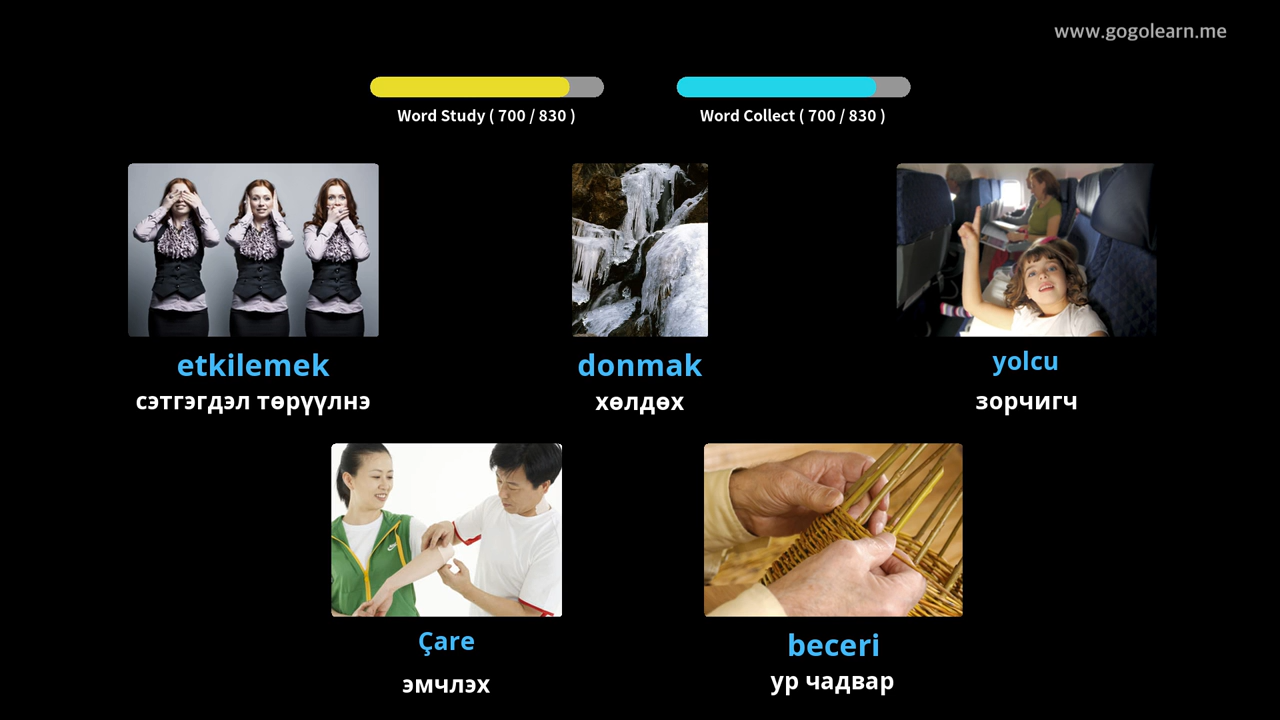 www.gogolearn.me
Word Study ( 700 / 830 )
Word Collect ( 700 / 830 )
etkilemek
сэтгэгдэл төрүүлнэ
donmak
хөлдөх
yolcu
зорчигч
Çare
эмчлэх
beceri
ур чадвар